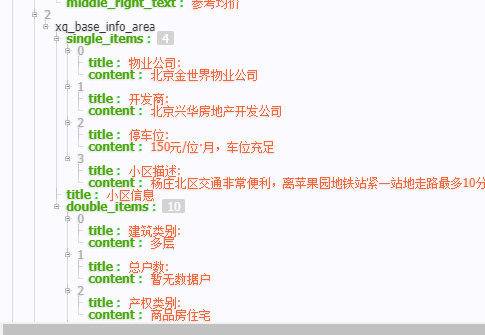 middle_right_text : 参考均价
2
xq_base_info_area
single_items : 4
0
title : 物业公司:
content : 北京金世界物业公司
1
title : 开发商:
content : 北京兴华房地产开发公司
2
title : 停车位:
content : 150元/位·月，车位充足
3
title : 小区描述:
content : 杨庄北区交通非常便利，离苹果园地铁站紧一站地走路最多10分
title : 小区信息
double_items : 10
0
title : 建筑类别:
content : 多层
1
title : 总户数:
content : 暂无数据户
2
title : 产权类别:
content : 商品房住宅